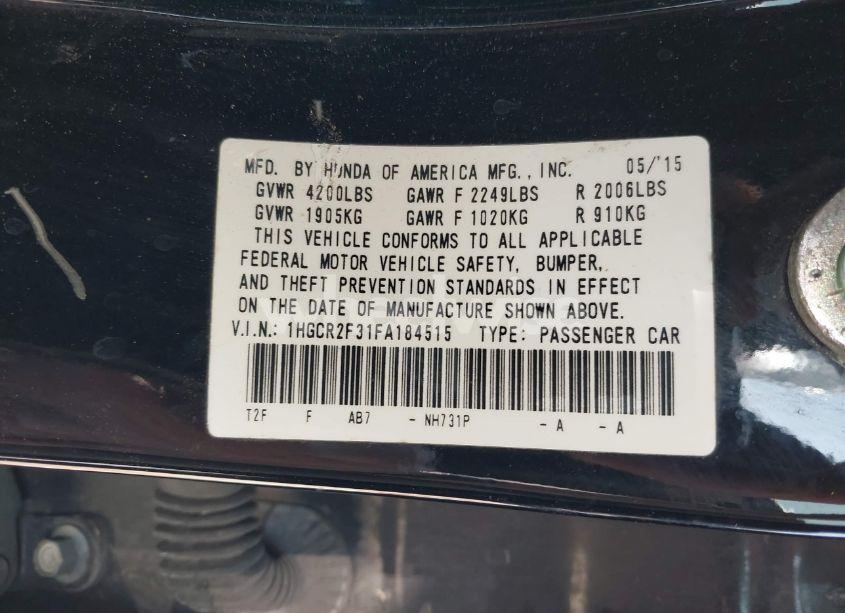 MFD. BY HONDA OF AMERICA MFG., INC. 05/'15
GVWR 4200LBS GAWR F 2249LBS R 2006LBS
GVWR 1905KG GAWR F 1020KG R 910KG
THIS VEHICLE CONFORMS TO ALL APPLICABLE
FEDERAL MOTOR VEHICLE SAFETY, BUMPER,
AND THEFT PREVENTION STANDARDS IN EFFECT
ON THE DATE OF MANUFACTURE SHOWN ABOVE.
V.I.N.: 1HGCR2F31FA184515 TYPE: PASSENGER CAR
T2F F AB7 - NH731P - A - A